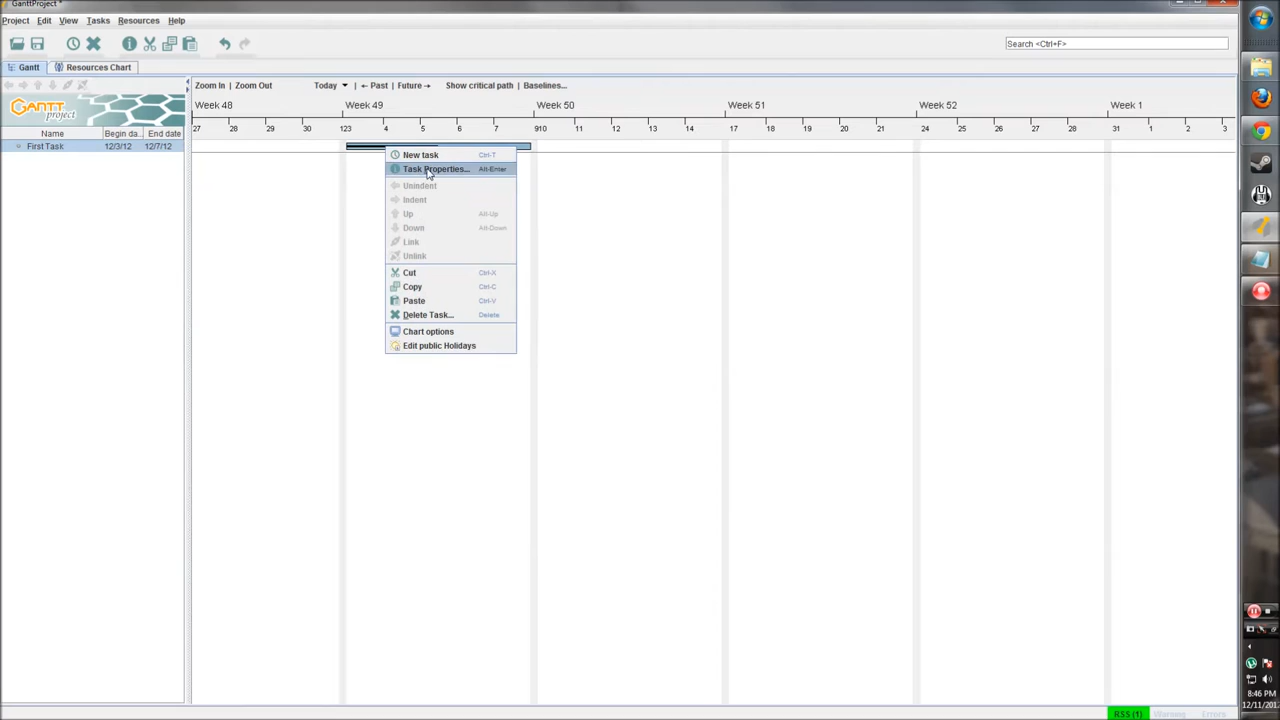 GanttProject *
Project Edit View Tasks Resources Help
Search <Ctrl+F>
Gantt Resources Chart
Zoom In | Zoom Out Today | ← Past Future → Show critical path | Baselines...
GANTT project
Week 48 Week 49 Week 50 Week 51 Week 52 Week 1
27 28 29 30 123 4 5 6 7 910 11 12 13 14 17 18 19 20 21 24 25 26 27 28 31 1 2 3
Name Begin da... End date
First Task 12/3/12 12/7/12
New task Ctrl-T
Task Properties... Alt-Enter
Unindent
Indent
Up Alt-Up
Down Alt-Down
Link
Unlink
Cut Ctrl-X
Copy Ctrl-C
Paste Ctrl-V
Delete Task... Delete
Chart options
Edit public Holidays
8:46 PM
12/11/201
RSS (1) Warning Errors